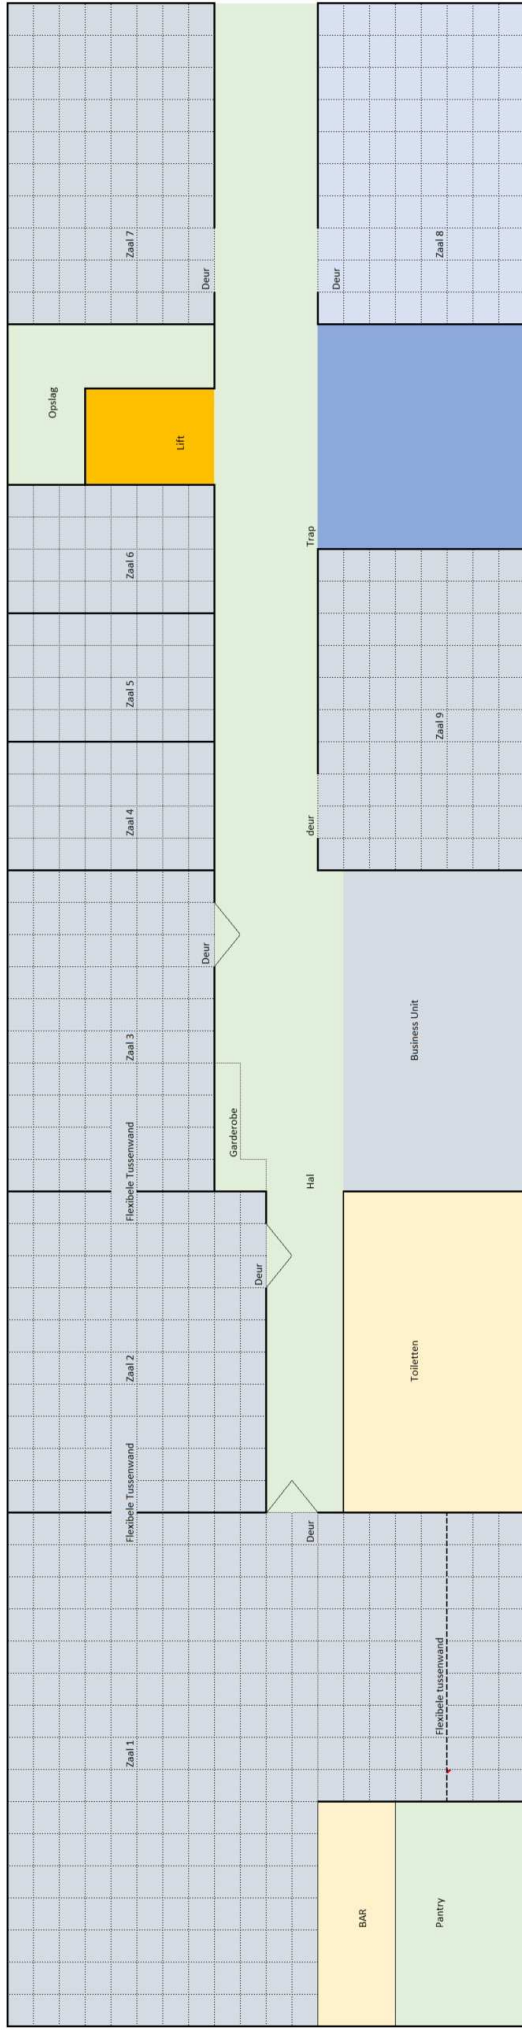 Zaal 7
Deur
Deur
Zaal 8
Opslag
Lift
Trap
Zaal 6
Zaal 5
Zaal 4
Zaal 9
deur
Deur
Zaal 3
Business Unit
Garderobe
Flexibele Tussenwand
Hal
Deur
Zaal 2
Toiletten
Flexibele Tussenwand
Deur
Zaal 1
Flexibele tussenwand
BAR
Pantry